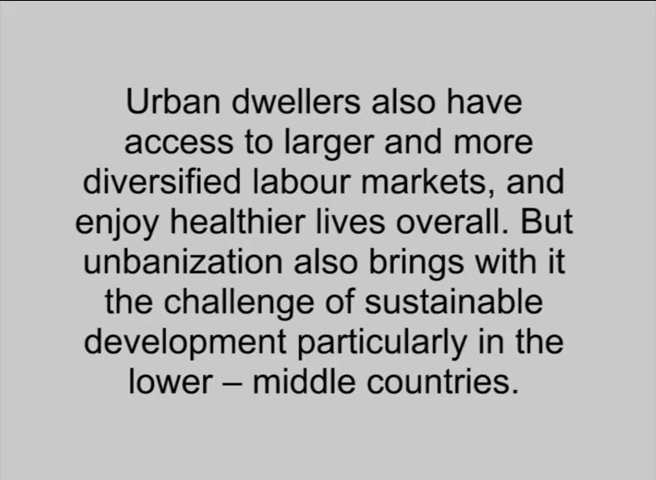 Urban dwellers also have
access to larger and more
diversified labour markets, and
enjoy healthier lives overall. But
unbanization also brings with it
the challenge of sustainable
development particularly in the
lower – middle countries.